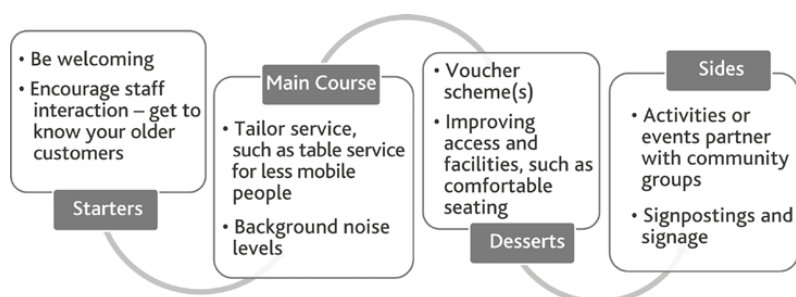 • Be welcoming
• Encourage staff
interaction – get to
know your older
customers
Starters
Main Course
• Tailor service,
such as table service
for less mobile
people
• Background noise
levels
• Voucher
scheme(s)
• Improving
access and
facilities, such as
comfortable
seating
Desserts
Sides
• Activities or
events partner
with community
groups
• Signpostings and
signage